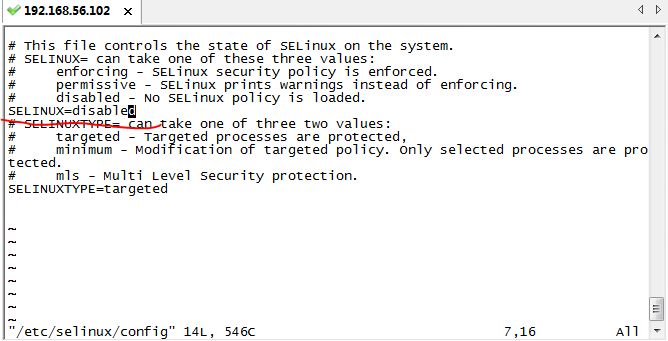 192.168.56.102
# This file controls the state of SELinux on the system.
# SELINUX= can take one of these three values:
#     enforcing - SELinux security policy is enforced.
#     permissive - SELinux prints warnings instead of enforcing.
#     disabled - No SELinux policy is loaded.
SELINUX=disabled
# SELINUXTYPE= can take one of three two values:
#     targeted - Targeted processes are protected,
#     minimum - Modification of targeted policy. Only selected processes are pro
tected.
#     mls - Multi Level Security protection.
SELINUXTYPE=targeted
~
~
~
~
~
~
~
"/etc/selinux/config" 14L, 546C 7,16 All